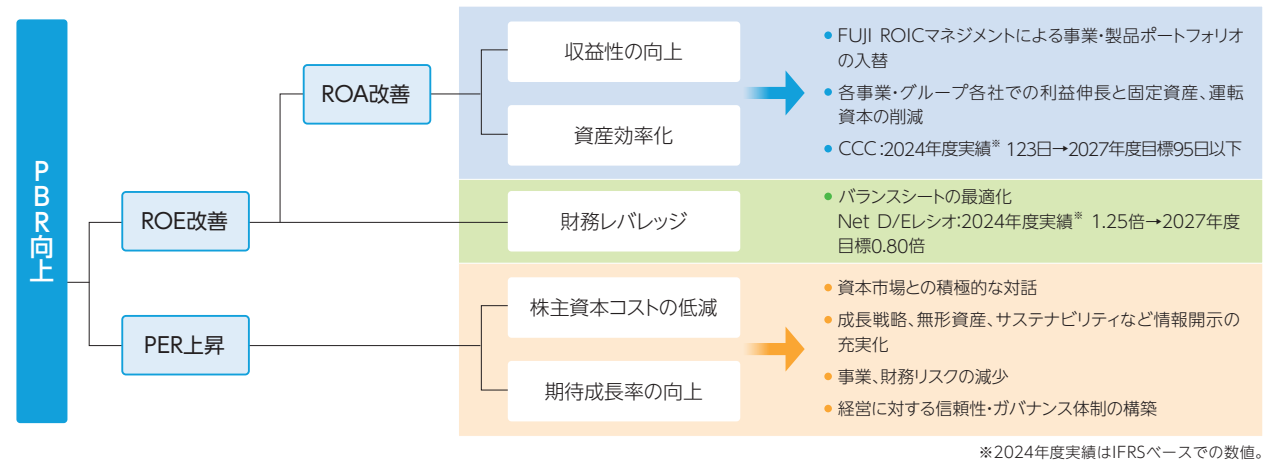 PBR向上
ROE改善
PER上昇
ROA改善
収益性の向上
資産効率化
財務レバレッジ
株主資本コストの低減
期待成長率の向上
●FUJI ROICマネジメントによる事業・製品ポートフォリオ
の入替
●各事業・グループ各社での利益伸長と固定資産、運転
資本の削減
●CCC:2024年度実績※ 123日→2027年度目標95日以下
●バランスシートの最適化
Net D/Eレシオ:2024年度実績※ 1.25倍→2027年度
目標0.80倍
●資本市場との積極的な対話
●成長戦略、無形資産、サステナビリティなど情報開示の
充実化
●事業、財務リスクの減少
●経営に対する信頼性・ガバナンス体制の構築
※2024年度実績はIFRSベースでの数値。